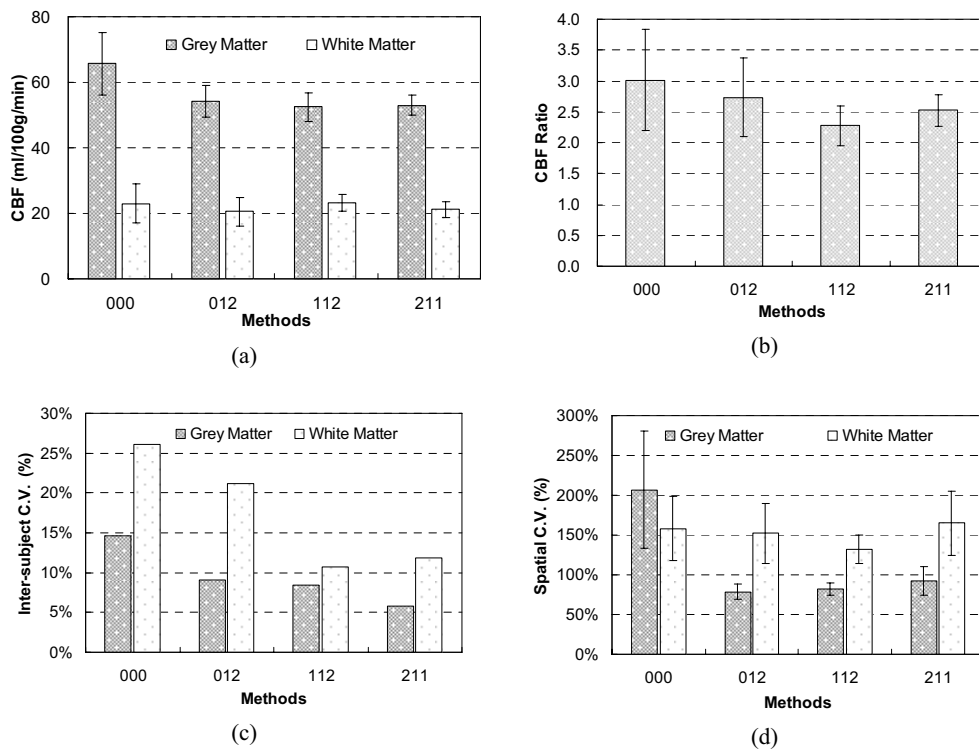 80
60
40
20
0
CBF (ml/100g/min)
Grey Matter
White Matter
000
012
112
211
Methods
(a)
4.0
3.5
3.0
2.5
2.0
1.5
1.0
0.5
0.0
CBF Ratio
000
012
112
211
Methods
(b)
30%
25%
20%
15%
10%
5%
0%
Inter-subject C.V. (%)
Grey Matter
White Matter
000
012
112
211
Methods
(c)
300%
250%
200%
150%
100%
50%
0%
Spatial C.V. (%)
Grey Matter
White Matter
000
012
112
211
Methods
(d)